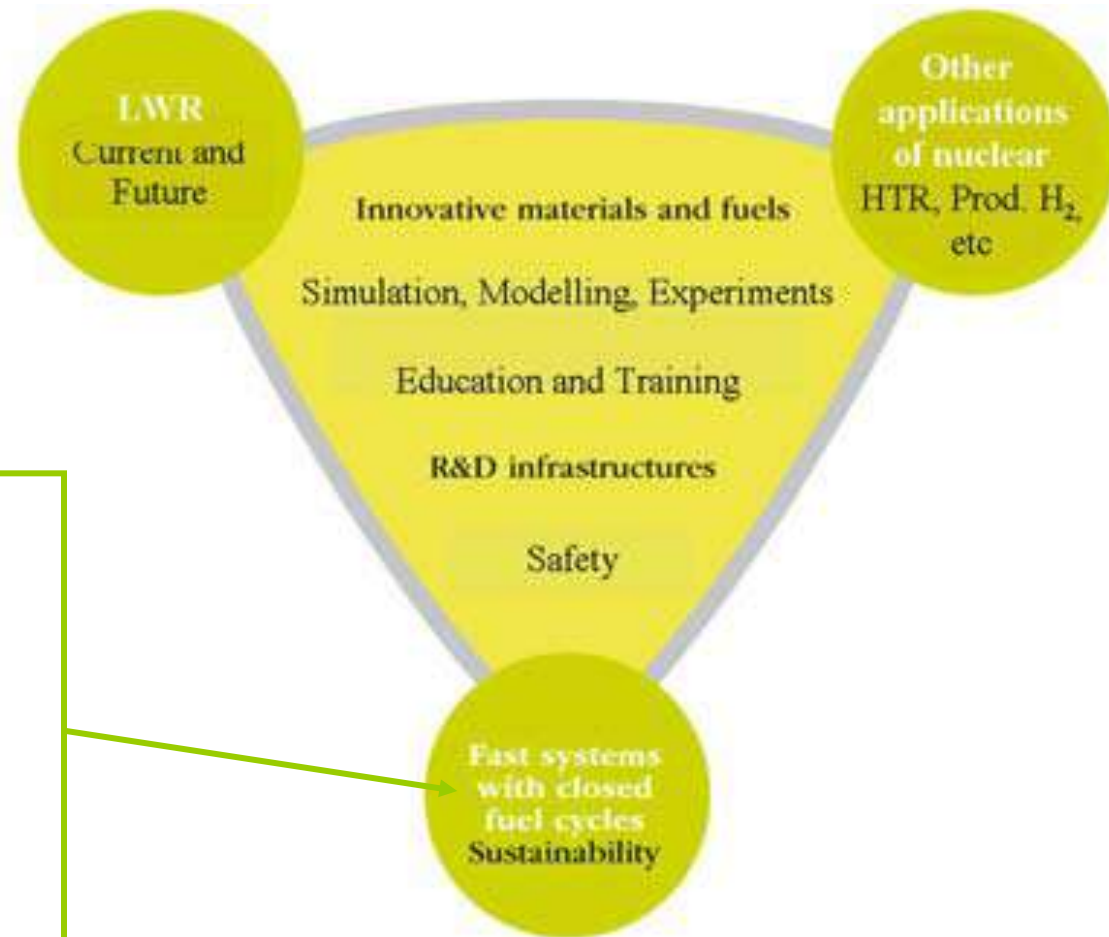 LWR
Current and
Future
Other
applications
of nuclear
HTR, Prod. H₂,
etc
Innovative materials and fuels
Simulation, Modelling, Experiments
Education and Training
R&D infrastructures
Safety
Fast systems
with closed
fuel cycles
Sustainability